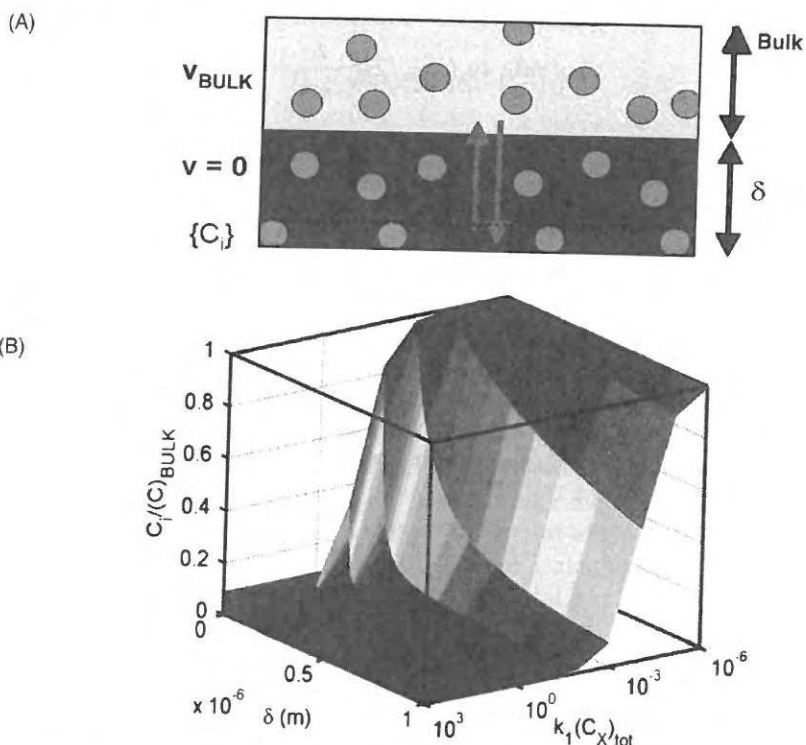 (A)
Bulk
v_BULK
v = 0
δ
{C_i}
(B)
C_i/(C)_BULK
1
0.8
0.6
0.4
0.2
0
0
0.5
1
x 10^-6
δ (m)
10^3
10^0
10^-3
10^-6
k_1(C_X)_tot